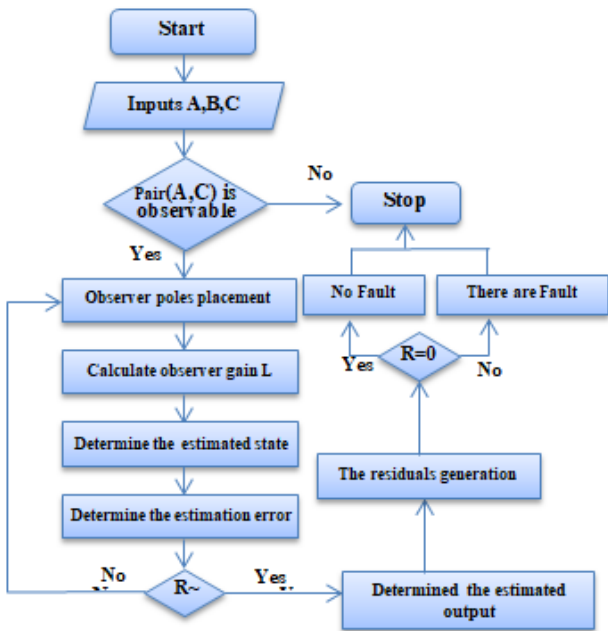 Start
Inputs A,B,C
Pair(A,C) is
observable
No
Yes
Stop
Observer poles placement
No Fault
There are Fault
Yes
R=0
No
Calculate observer gain L
Determine the estimated state
The residuals generation
Determine the estimation error
No
R~
Yes
Determined the estimated
output